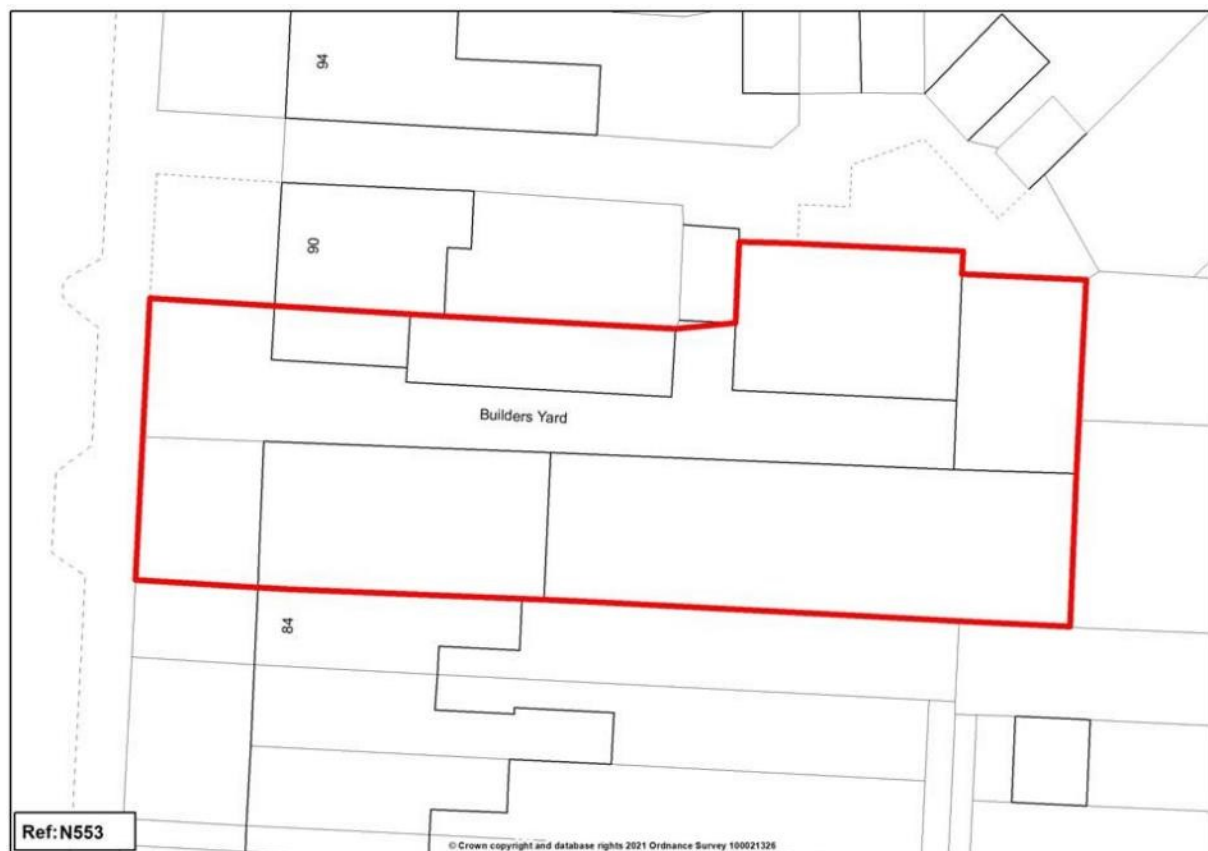 94
90
Builders Yard
84
Ref:N553
© Crown copyright and database rights 2021 Ordnance Survey 100021326